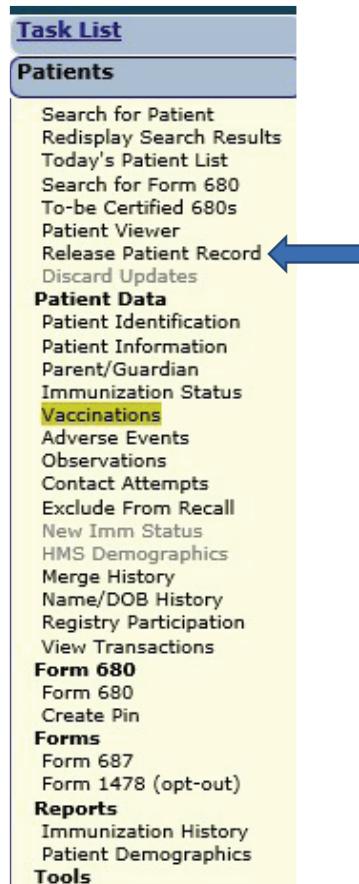 Task List
Patients
Search for Patient
Redisplay Search Results
Today's Patient List
Search for Form 680
To-be Certified 680s
Patient Viewer
Release Patient Record
Discard Updates
Patient Data
Patient Identification
Patient Information
Parent/Guardian
Immunization Status
Vaccinations
Adverse Events
Observations
Contact Attempts
Exclude From Recall
New Imm Status
HMS Demographics
Merge History
Name/DOB History
Registry Participation
View Transactions
Form 680
Form 680
Create Pin
Forms
Form 687
Form 1478 (opt-out)
Reports
Immunization History
Patient Demographics
Tools